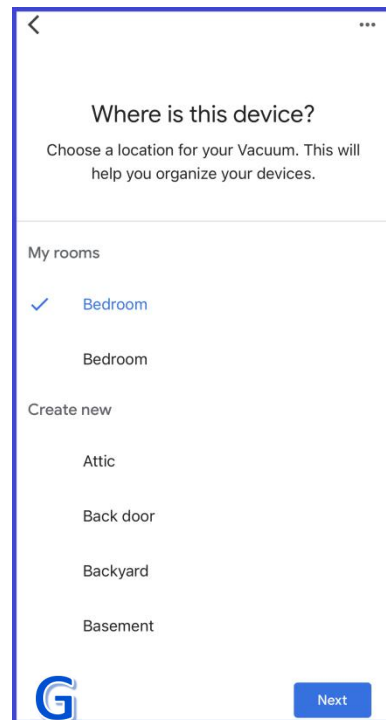 Where is this device?
Choose a location for your Vacuum. This will
help you organize your devices.
My rooms
Bedroom
Bedroom
Create new
Attic
Back door
Backyard
Basement
G
Next